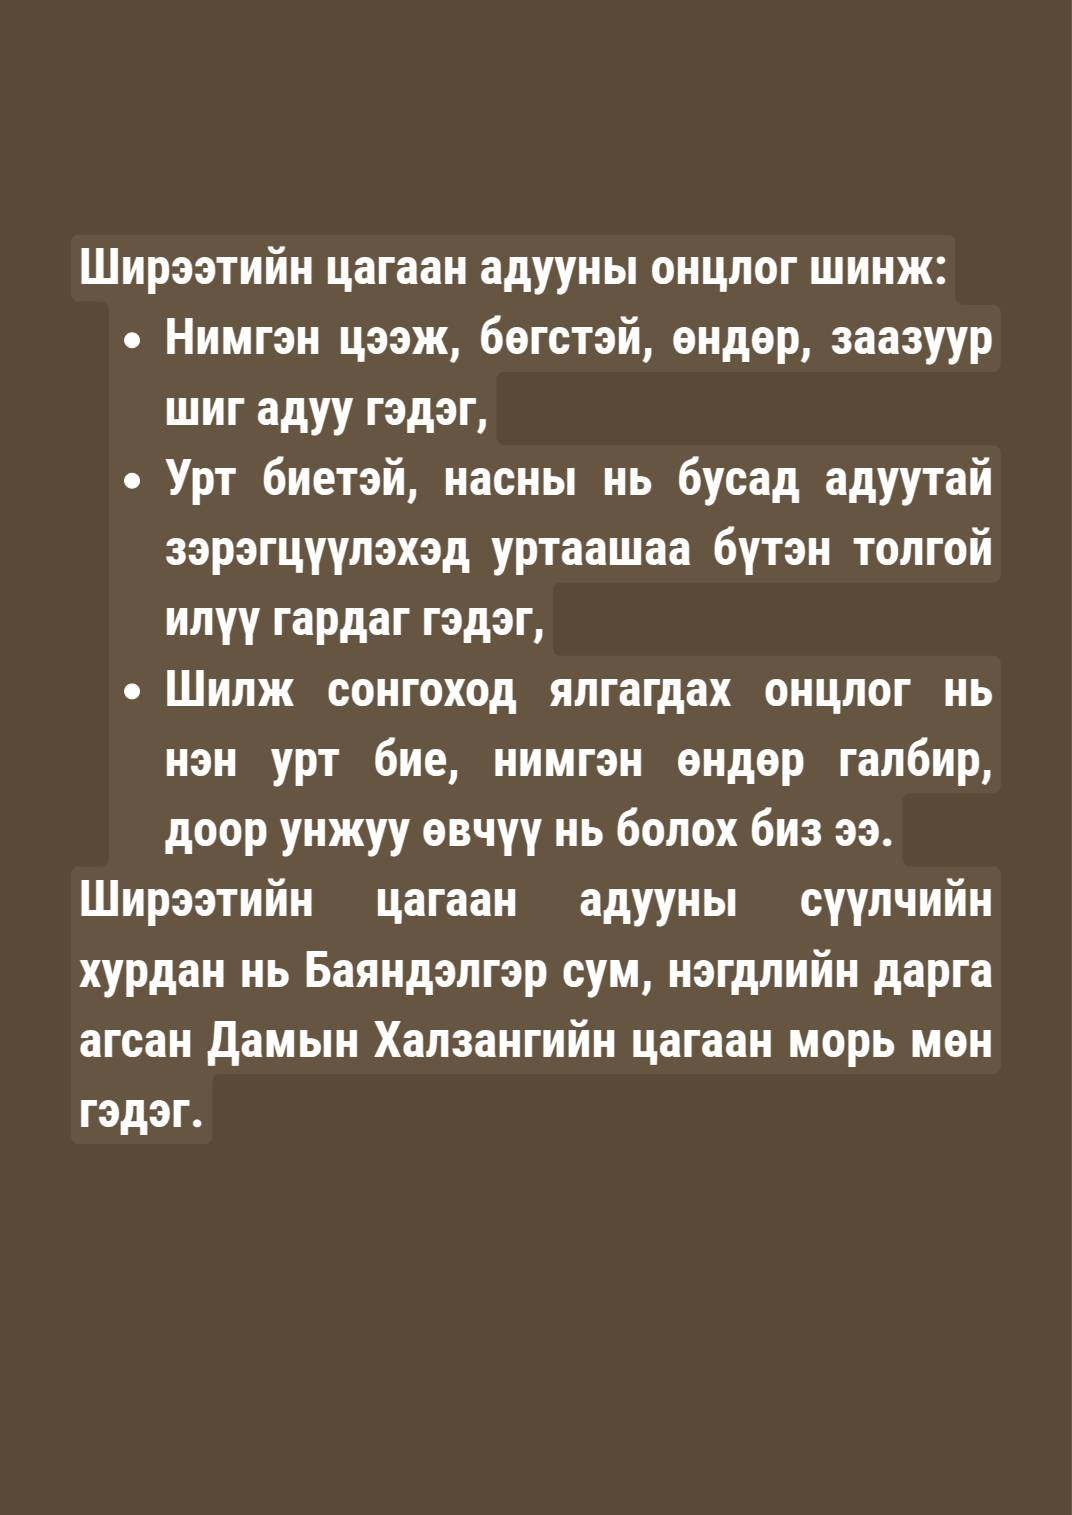 Ширээтийн цагаан адууны онцлог шинж:
• Нимгэн цээж, бөгстэй, өндөр, заазуур
шиг адуу гэдэг,
• Урт биетэй, насны нь бусад адуутай
зэрэгцүүлэхэд уртаашаа бүтэн толгой
илүү гардаг гэдэг,
• Шилж сонгоход ялгагдах онцлог нь
нэн урт бие, нимгэн өндөр галбир,
доор унжуу өвчүү нь болох биз ээ.
Ширээтийн цагаан адууны сүүлчийн
хурдан нь Баяндэлгэр сум, нэгдлийн дарга
агсан Дамын Халзангийн цагаан морь мөн
гэдэг.